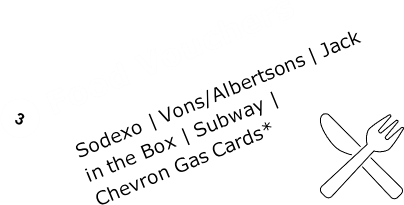 3
Sodexo | Vons/Albertsons | Jack
in the Box | Subway |
Chevron Gas Cards*